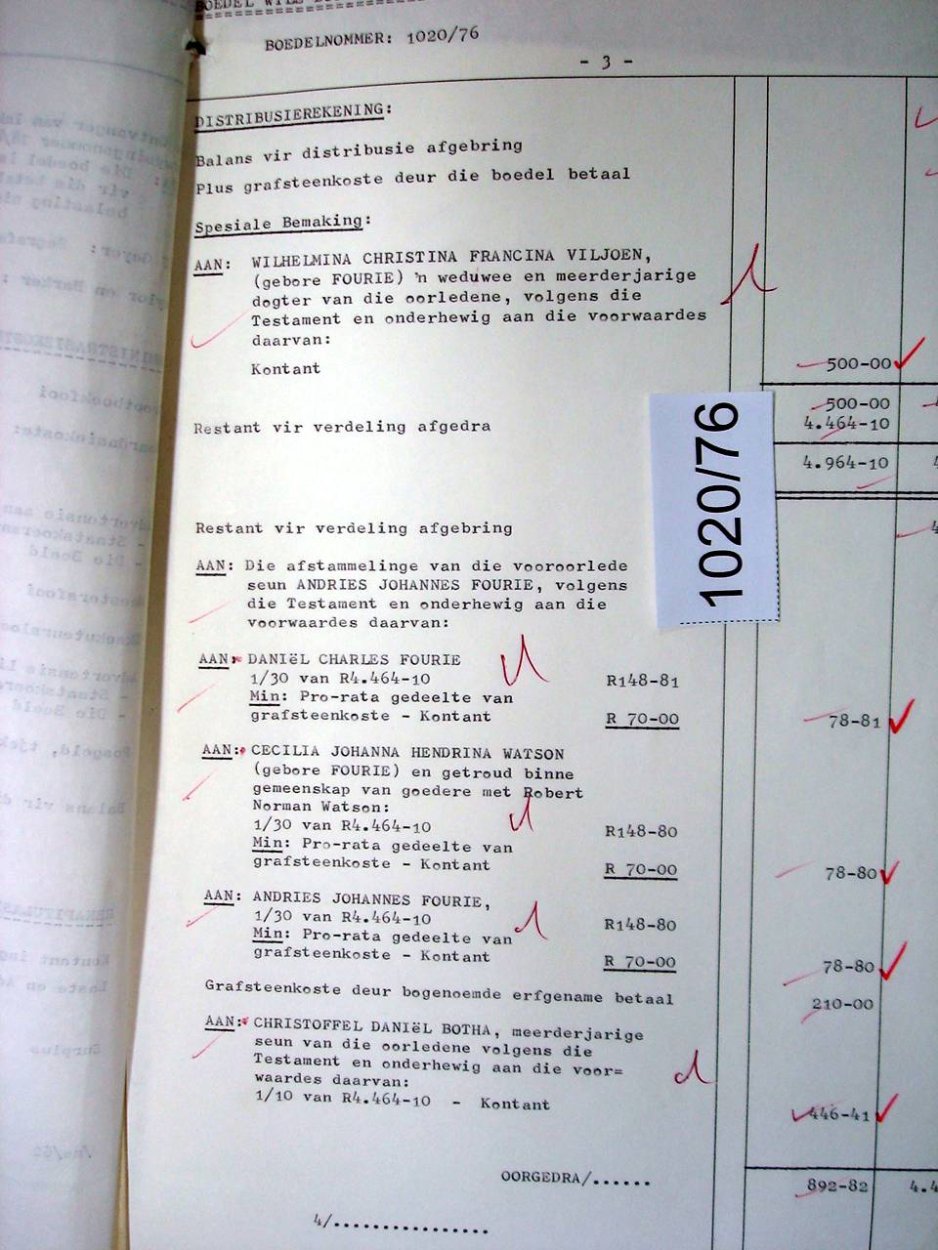 BOEDELNOMMER: 1020/76
- 3 -
DISTRIBUSIEREKENING:
Balans vir distribusie afgebring
Plus grafsteenkoste deur die boedel betaal
Spesiale Bemaking:
AAN: WILHELMINA CHRISTINA FRANCINA VILJOEN,
(gebore FOURIE) 'n weduwee en meerderjarige
dogter van die oorledene, volgens die
Testament en onderhewig aan die voorwaardes
daarvan:
Kontant 500-00
500-00
Restant vir verdeling afgedra 4.464-10
4.964-10
1020/76
Restant vir verdeling afgebring
AAN: Die afstammelinge van die vooroorlede
seun ANDRIES JOHANNES FOURIE, volgens
die Testament en onderhewig aan die
voorwaardes daarvan:
AAN: DANIëL CHARLES FOURIE
1/30 van R4.464-10 R148-81
Min: Pro-rata gedeelte van
grafsteenkoste - Kontant R 70-00 78-81
AAN: CECILIA JOHANNA HENDRINA WATSON
(gebore FOURIE) en getroud binne
gemeenskap van goedere met Robert
Norman Watson:
1/30 van R4.464-10 R148-80
Min: Pro-rata gedeelte van
grafsteenkoste - Kontant R 70-00 78-80
AAN: ANDRIES JOHANNES FOURIE,
1/30 van R4.464-10 R148-80
Min: Pro-rata gedeelte van
grafsteenkoste - Kontant R 70-00 78-80
Grafsteenkoste deur bogenoemde erfgename betaal 210-00
AAN: CHRISTOFFEL DANIëL BOTHA, meerderjarige
seun van die oorledene volgens die
Testament en onderhewig aan die voor=
waardes daarvan:
1/10 van R4.464-10 - Kontant 446-41
OORGEDRA/...... 892-82
4/................